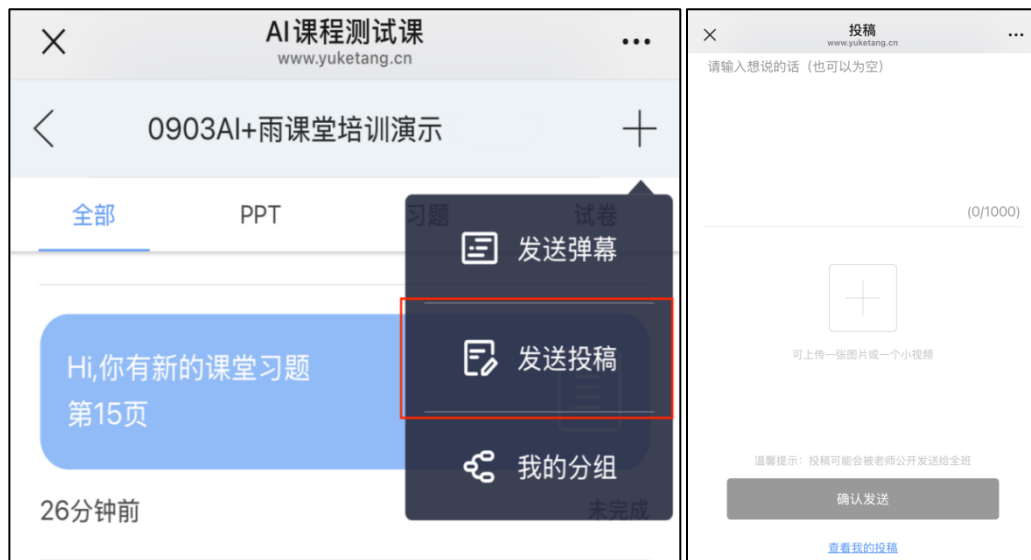 AI课程测试课
www.yuketang.cn
0903AI+雨课堂培训演示
全部
PPT
习题
试卷
发送弹幕
发送投稿
我的分组
Hi,你有新的课堂习题
第15页
26分钟前
未完成
投稿
www.yuketang.cn
请输入想说的话（也可以为空）
(0/1000)
可上传一张图片或一个小视频
温馨提示：投稿可能会被老师公开发送给全班
确认发送
查看我的投稿